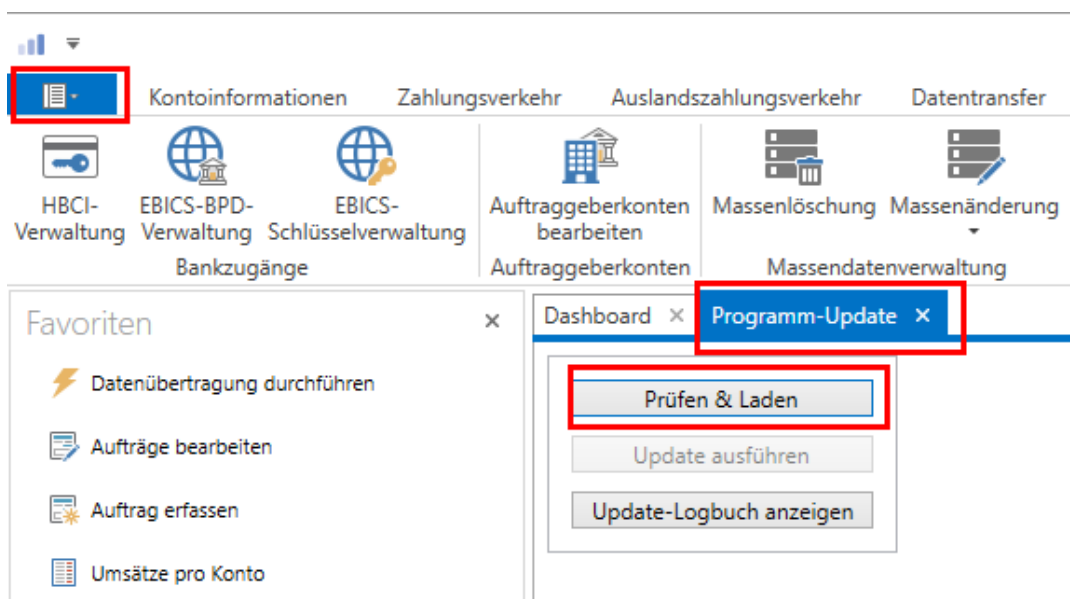 Kontoinformationen Zahlungsverkehr Auslandszahlungsverkehr Datentransfer
HBCI-
Verwaltung
EBICS-BPD-
Verwaltung
EBICS-
Schlüsselverwaltung
Auftraggeberkonten
bearbeiten
Massenlöschung
Massenänderung
Bankzugänge Auftraggeberkonten Massendatenverwaltung
Favoriten
Datenübertragung durchführen
Aufträge bearbeiten
Auftrag erfassen
Umsätze pro Konto
Dashboard Programm-Update
Prüfen & Laden
Update ausführen
Update-Logbuch anzeigen